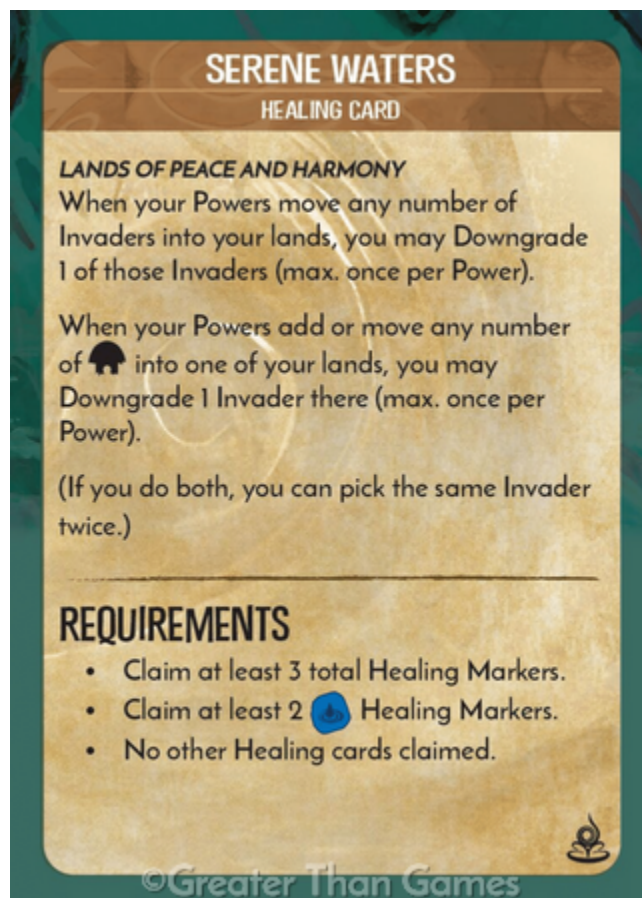 SERENE WATERS
HEALING CARD
LANDS OF PEACE AND HARMONY
When your Powers move any number of
Invaders into your lands, you may Downgrade
1 of those Invaders (max. once per Power).
When your Powers add or move any number
of into one of your lands, you may
Downgrade 1 Invader there (max. once per
Power).
(If you do both, you can pick the same Invader
twice.)
REQUIREMENTS
• Claim at least 3 total Healing Markers.
• Claim at least 2 Healing Markers.
• No other Healing cards claimed.
©Greater Than Games